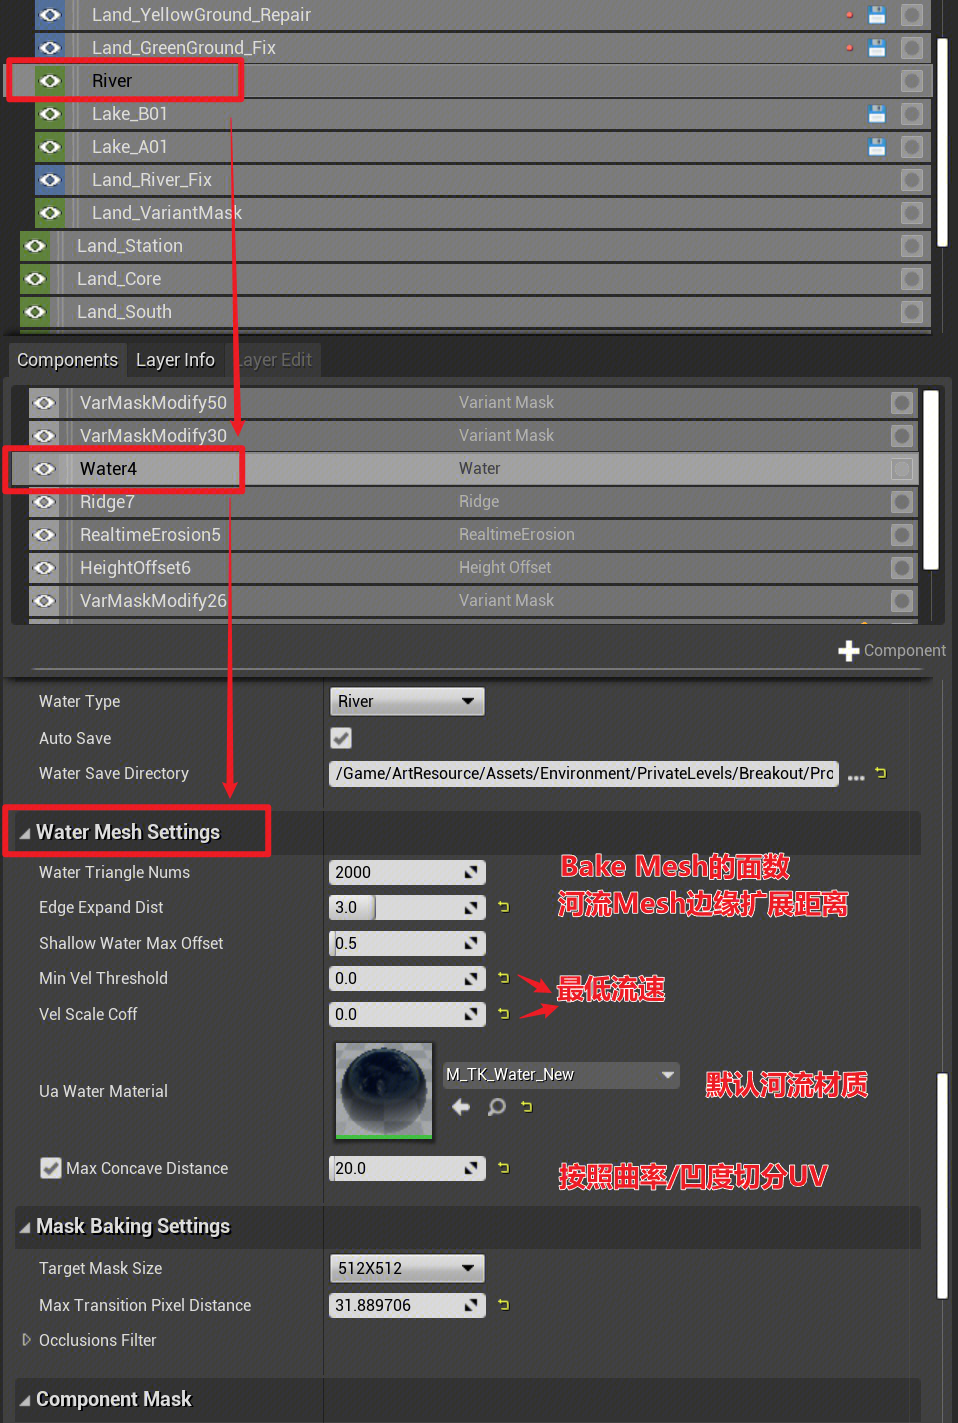 Land_YellowGround_Repair
Land_GreenGround_Fix
River
Lake_B01
Lake_A01
Land_River_Fix
Land_VariantMask
Land_Station
Land_Core
Land_South
Components Layer Info Layer Edit
VarMaskModify50 Variant Mask
VarMaskModify30 Variant Mask
Water4 Water
Ridge7 Ridge
RealtimeErosion5 RealtimeErosion
HeightOffset6 Height Offset
VarMaskModify26 Variant Mask
Component
Water Type River
Auto Save
Water Save Directory /Game/ArtResource/Assets/Environment/PrivateLevels/Breakout/Pro ...
Water Mesh Settings
Water Triangle Nums 2000 Bake Mesh的面数
Edge Expand Dist 3.0 河流Mesh边缘扩展距离
Shallow Water Max Offset 0.5
Min Vel Threshold 0.0 最低流速
Vel Scale Coff 0.0
M_TK_Water_New
Ua Water Material 默认河流材质
Max Concave Distance 20.0 按照曲率/凹度切分UV
Mask Baking Settings
Target Mask Size 512X512
Max Transition Pixel Distance 31.889706
Occlusions Filter
Component Mask